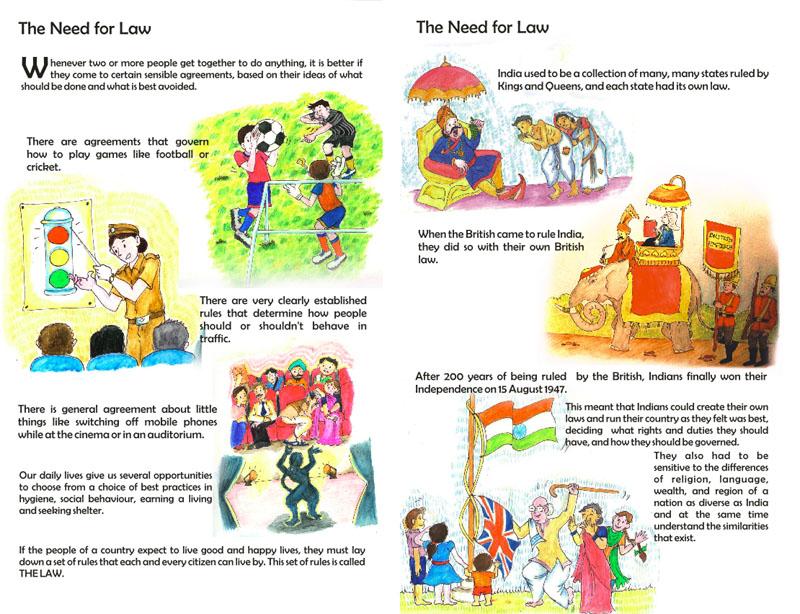 The Need for Law
Whenever two or more people get together to do anything, it is better if
they come to certain sensible agreements, based on their ideas of what
should be done and what is best avoided.
There are agreements that govern
how to play games like football or
cricket.
There are very clearly established
rules that determine how people
should or shouldn't behave in
traffic.
There is general agreement about little
things like switching off mobile phones
while at the cinema or in an auditorium.
Our daily lives give us several opportunities
to choose from a choice of best practices in
hygiene, social behaviour, earning a living
and seeking shelter.
If the people of a country expect to live good and happy lives, they must lay
down a set of rules that each and every citizen can live by. This set of rules is called
THE LAW.
The Need for Law
India used to be a collection of many, many states ruled by
Kings and Queens, and each state had its own law.
When the British came to rule India,
they did so with their own British
law.
After 200 years of being ruled by the British, Indians finally won their
Independence on 15 August 1947.
This meant that Indians could create their own
laws and run their country as they felt was best,
deciding what rights and duties they should
have, and how they should be governed.
They also had to be
sensitive to the differences
of religion, language,
wealth, and region of a
nation as diverse as India
and at the same time
understand the similarities
that exist.